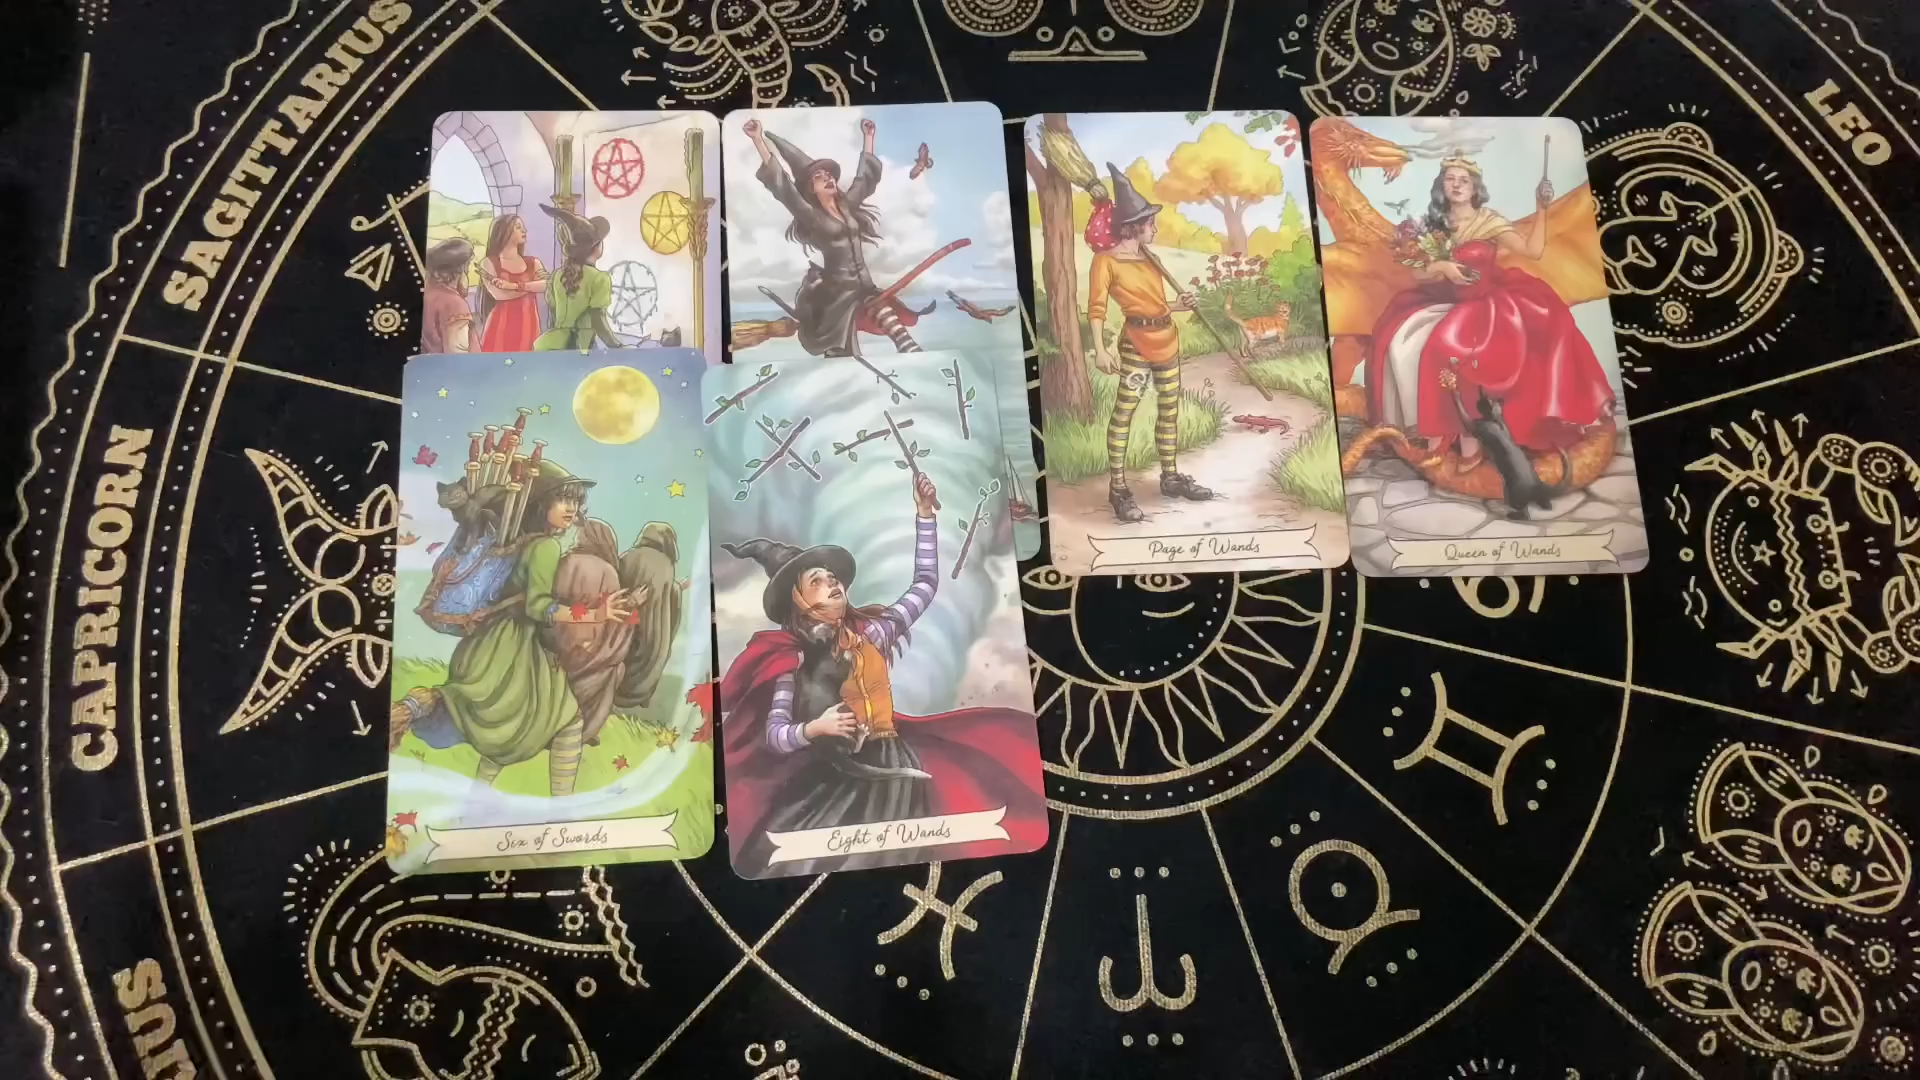 SAGITTARIUS
LEO
CAPRICORN
Page of Wands
Queen of Wands
Six of Swords
Eight of Wands